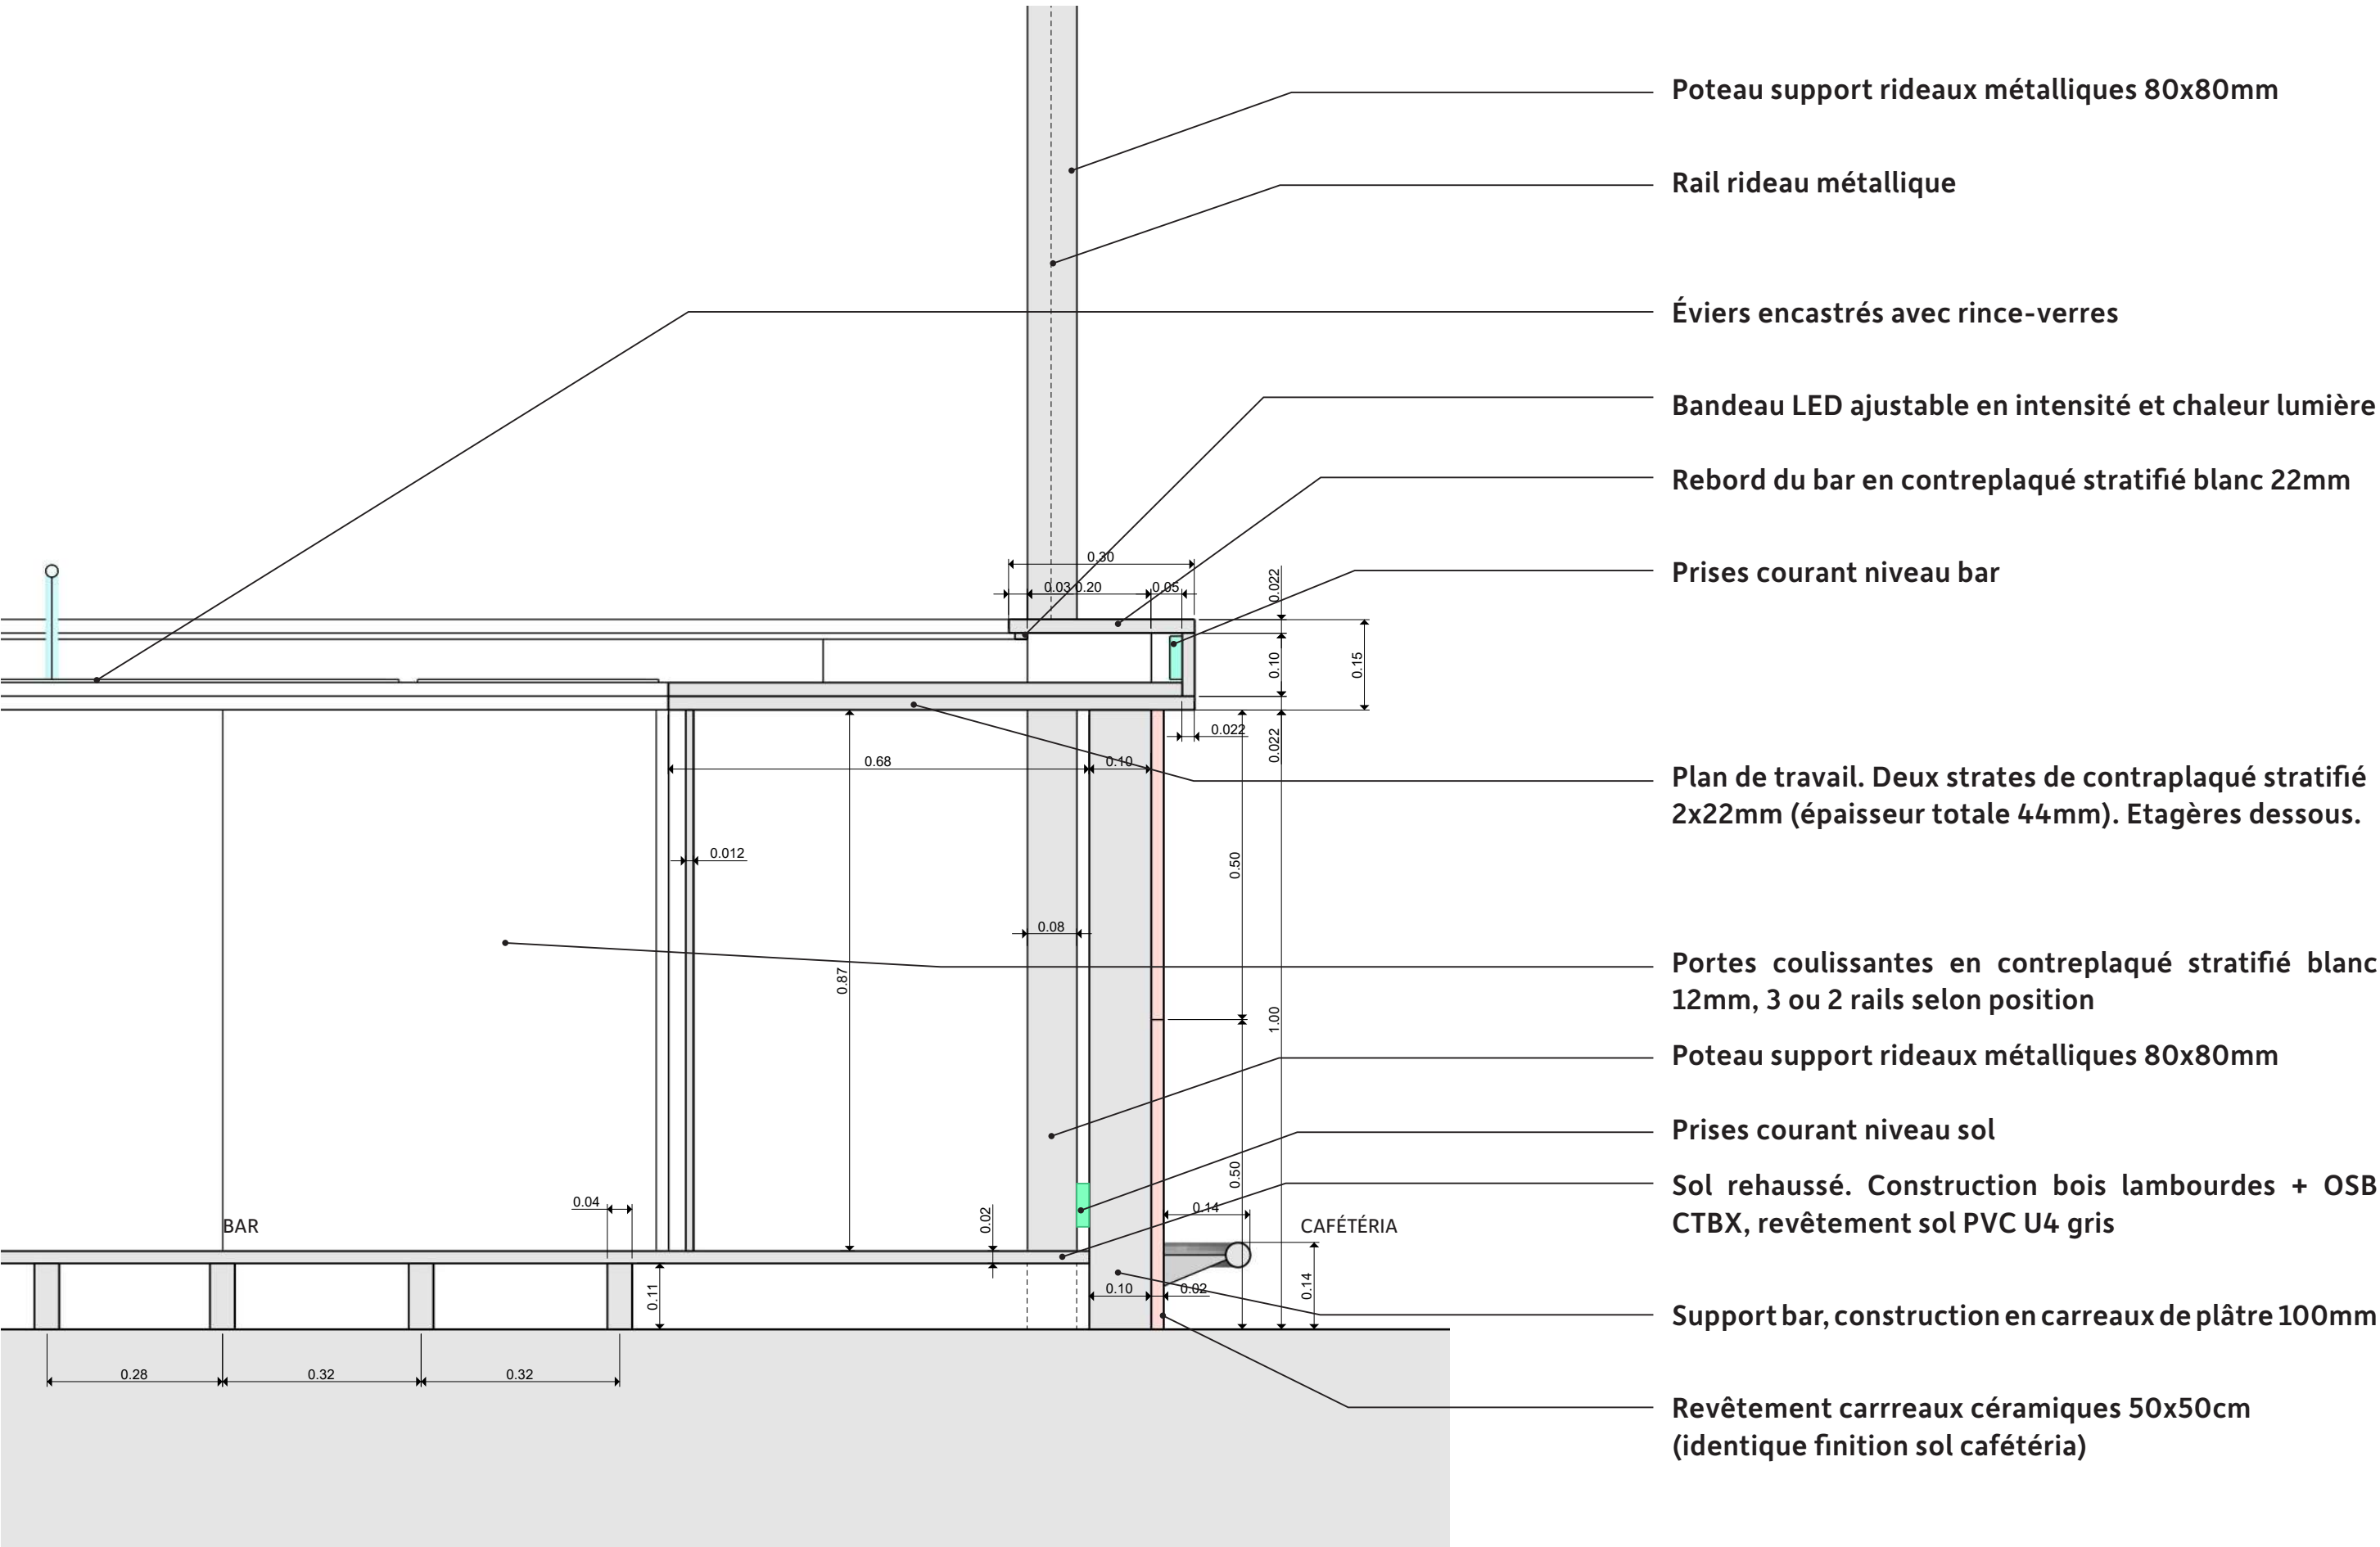 Poteau support rideaux métalliques 80x80mm
Rail rideau métallique
Éviers encastrés avec rince-verres
Bandeau LED ajustable en intensité et chaleur lumière
Rebord du bar en contreplaqué stratifié blanc 22mm
0.30
Prises courant niveau bar
0.022
0.03
0.20
0.05
0.10
0.15
0.022
0.022
0.68
0.10
Plan de travail. Deux strates de contraplaqué stratifié
2x22mm (épaisseur totale 44mm). Etagères dessous.
0.012
0.50
0.08
0.87
Portes coulissantes en contreplaqué stratifié blanc
12mm, 3 ou 2 rails selon position
1.00
Poteau support rideaux métalliques 80x80mm
Prises courant niveau sol
0.50
Sol rehaussé. Construction bois lambourdes + OSB
CTBX, revêtement sol PVC U4 gris
0.04
0.02
0.14
BAR
CAFÉTÉRIA
0.11
0.10
0.02
0.14
Support bar, construction en carreaux de plâtre 100mm
0.28
0.32
0.32
Revêtement carrreaux céramiques 50x50cm
(identique finition sol cafétéria)